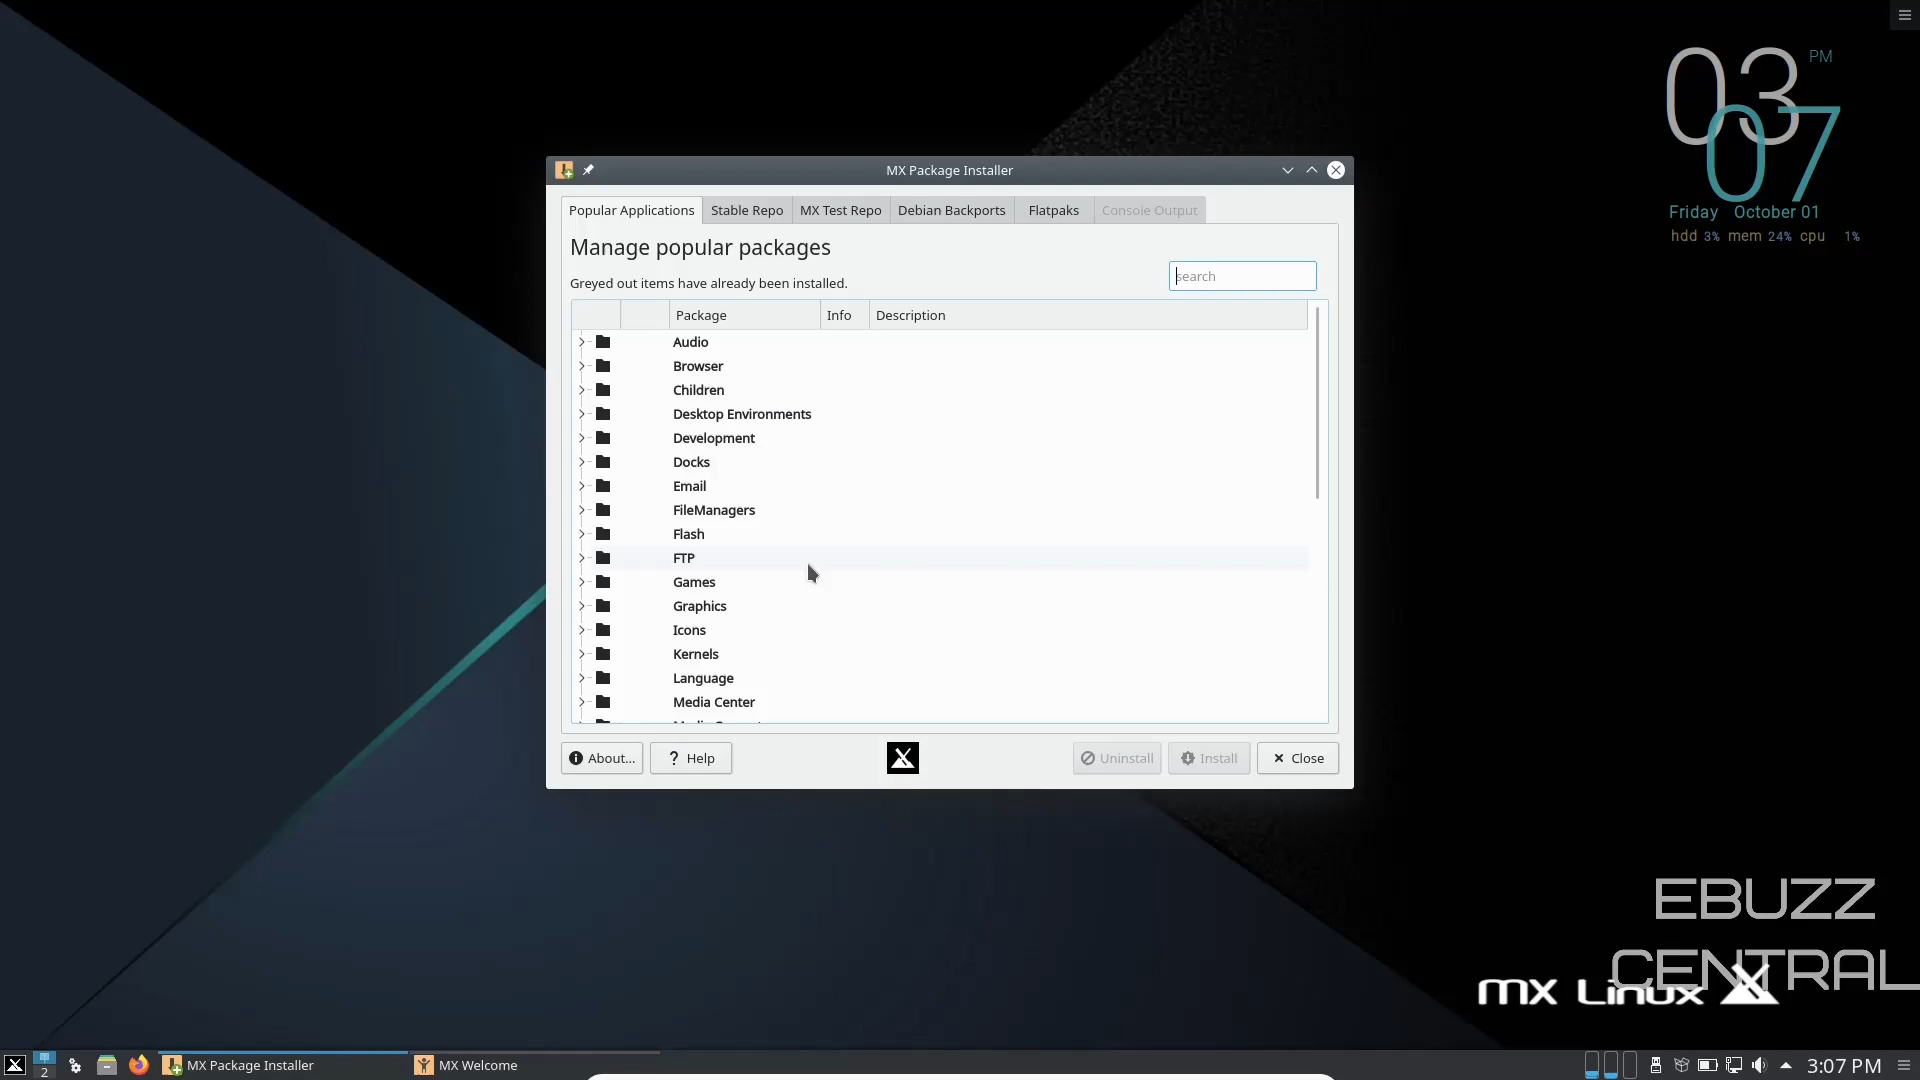 03 PM
07
Friday October 01
hdd 3% mem 24% cpu 1%
MX Package Installer
Popular Applications Stable Repo MX Test Repo Debian Backports Flatpaks Console Output
Manage popular packages
search
Greyed out items have already been installed.
Package Info Description
Audio
Browser
Children
Desktop Environments
Development
Docks
Email
FileManagers
Flash
FTP
Games
Graphics
Icons
Kernels
Language
Media Center
About... ? Help Uninstall Install Close
EBUZZ
CENTRAL
mx Linux
2 MX Package Installer MX Welcome 3:07 PM